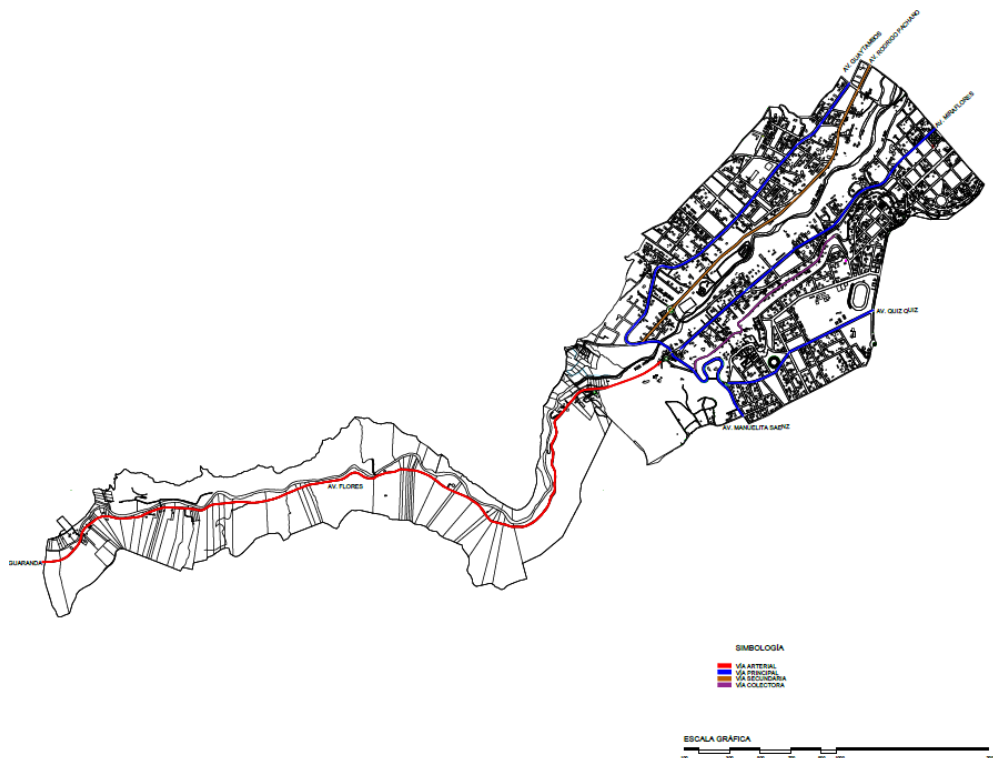 AV. GUAYTAMBOS
AV. RODRIGO PACHANO
AV. MIRAFLORES
AV. QUIZ QUIZ
AV. MANUELITA SAENZ
AV. FLORES
GUARANDA
SIMBOLOGÍA
VÍA ARTERIAL
VÍA PRINCIPAL
VÍA SECUNDARIA
VÍA COLECTORA
ESCALA GRÁFICA